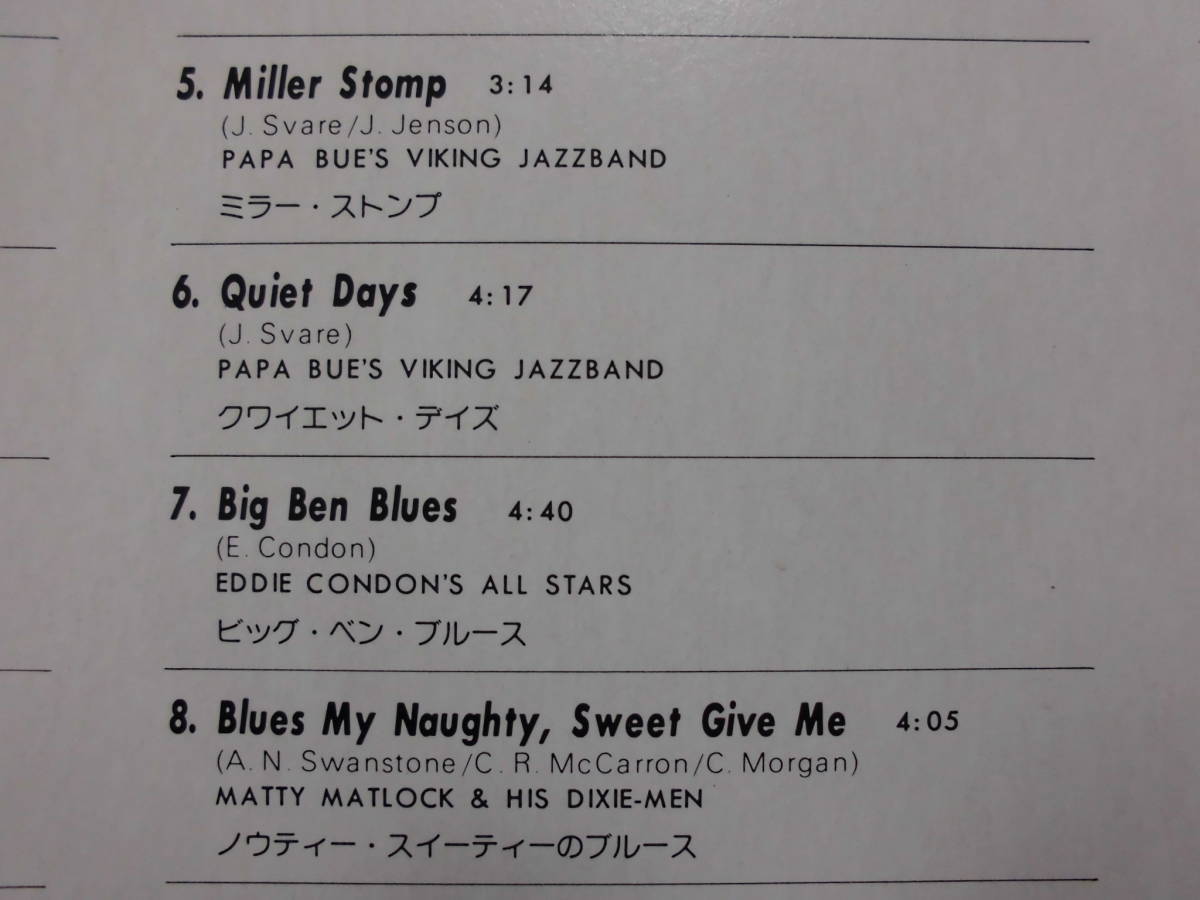 5. Miller Stomp 3:14
(J. Svare/J. Jenson)
PAPA BUE'S VIKING JAZZBAND
ミラー・ストンプ
6. Quiet Days 4:17
(J. Svare)
PAPA BUE'S VIKING JAZZBAND
クワイエット・デイズ
7. Big Ben Blues 4:40
(E. Condon)
EDDIE CONDON'S ALL STARS
ビッグ・ベン・ブルース
8. Blues My Naughty, Sweet Give Me 4:05
(A. N. Swanstone/C. R. McCarron/C. Morgan)
MATTY MATLOCK & HIS DIXIE-MEN
ノウティー・スイーティーのブルース